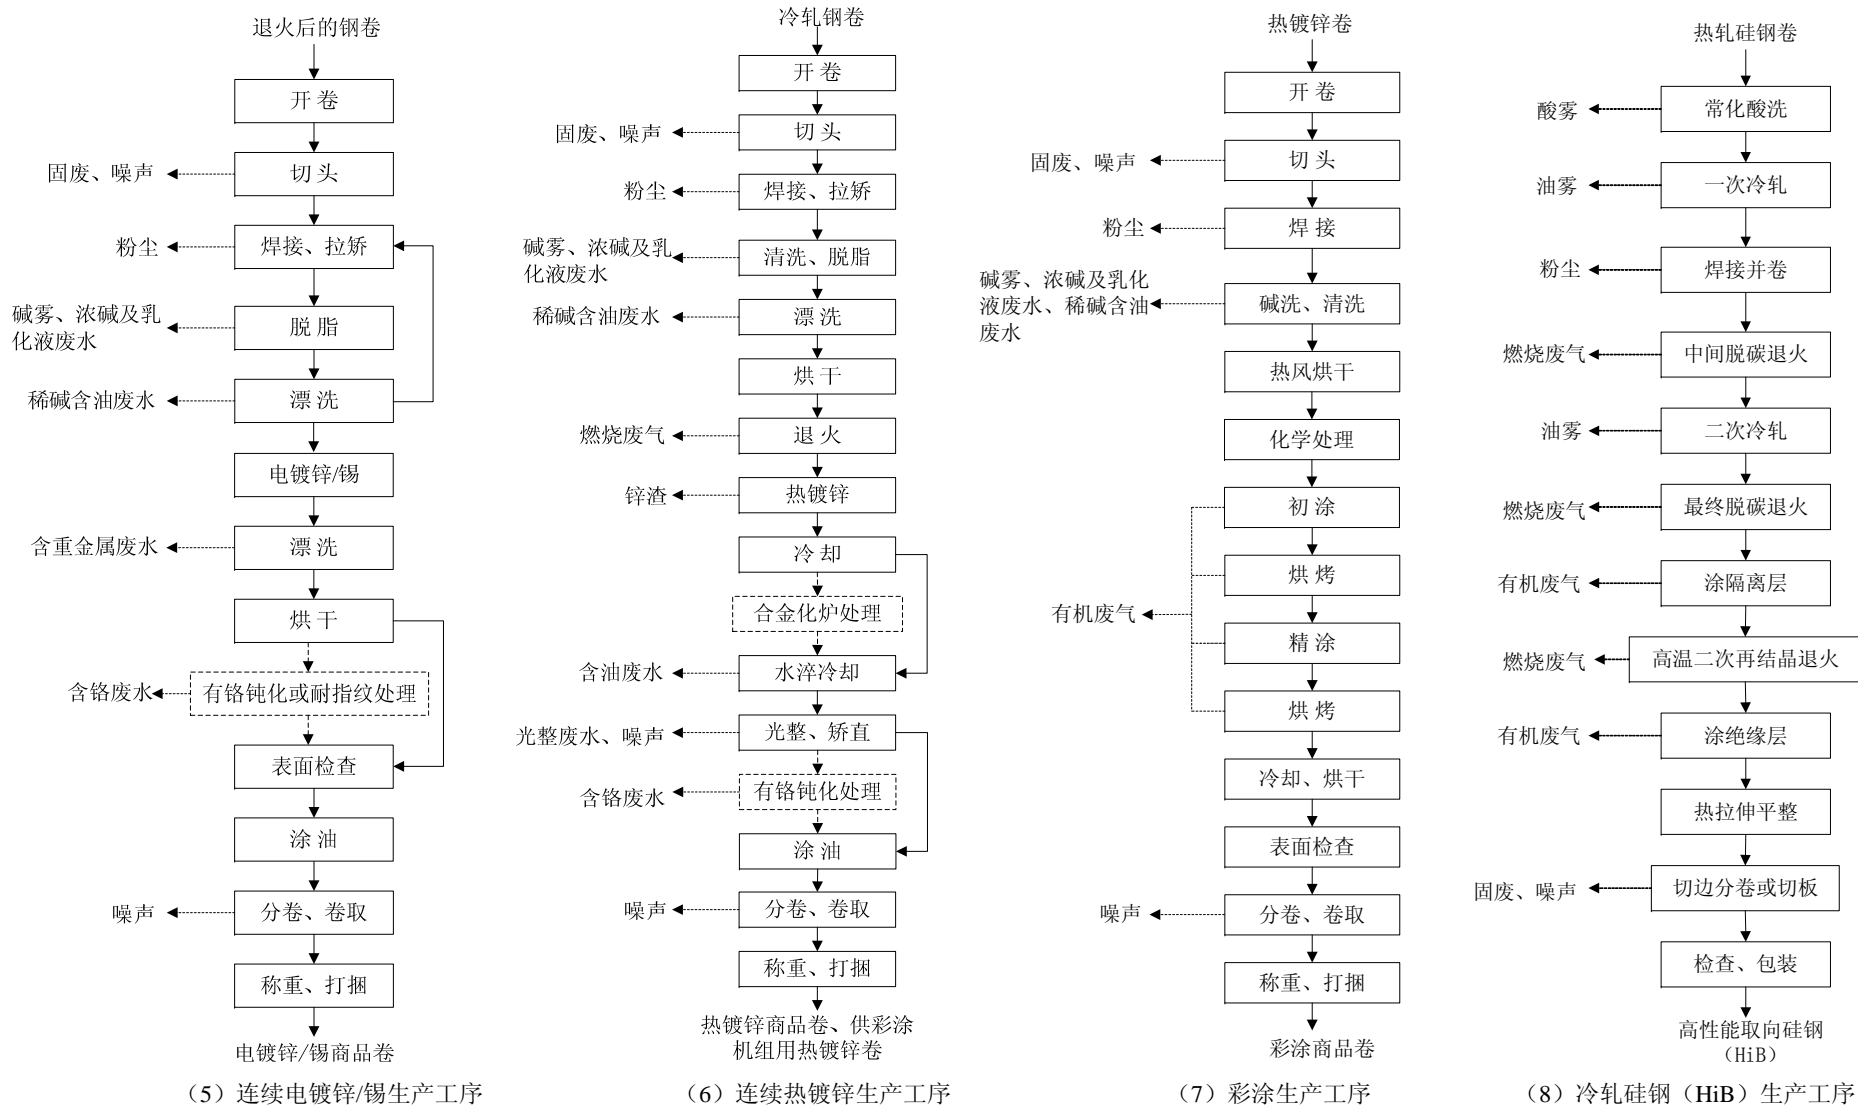 退火后的钢卷
开 卷
固废、噪声
切 头
粉尘
焊接、拉矫
碱雾、浓碱及乳
化液废水
脱 脂
稀碱含油废水
漂 洗
电镀锌/锡
含重金属废水
漂 洗
烘 干
含铬废水
有铬钝化或耐指纹处理
表面检查
涂 油
噪声
分卷、卷取
称重、打捆
电镀锌/锡商品卷
（5）连续电镀锌/锡生产工序
冷轧钢卷
开 卷
固废、噪声
切 头
粉尘
焊接、拉矫
碱雾、浓碱及乳
化液废水
清洗、脱脂
稀碱含油废水
漂 洗
烘 干
燃烧废气
退 火
锌渣
热镀锌
冷 却
合金化炉处理
含油废水
水淬冷却
光整废水、噪声
光整、矫直
含铬废水
有铬钝化处理
涂 油
噪声
分卷、卷取
称重、打捆
热镀锌商品卷、供彩涂
机组用热镀锌卷
（6）连续热镀锌生产工序
热镀锌卷
开 卷
固废、噪声
切 头
粉尘
焊 接
碱雾、浓碱及乳化
液废水、稀碱含油
废水
碱洗、清洗
热风烘干
化学处理
初 涂
烘 烤
有机废气
精 涂
烘 烤
冷却、烘干
表面检查
噪声
分卷、卷取
称重、打捆
彩涂商品卷
（7）彩涂生产工序
热轧硅钢卷
酸雾
常化酸洗
油雾
一次冷轧
粉尘
焊接并卷
燃烧废气
中间脱碳退火
油雾
二次冷轧
燃烧废气
最终脱碳退火
有机废气
涂隔离层
燃烧废气
高温二次再结晶退火
有机废气
涂绝缘层
热拉伸平整
固废、噪声
切边分卷或切板
检查、包装
高性能取向硅钢
（HiB）
（8）冷轧硅钢（HiB）生产工序